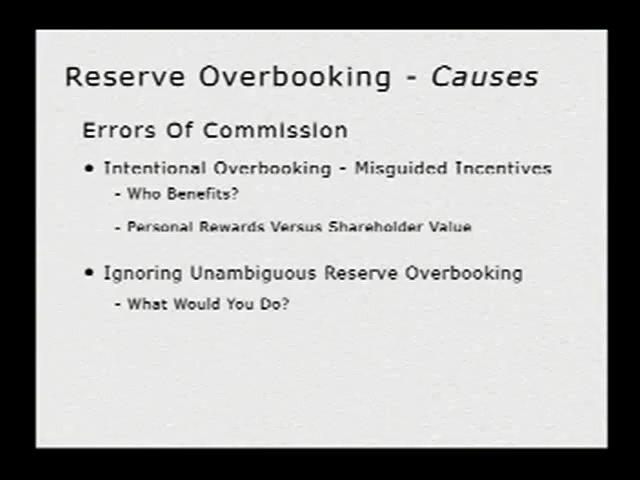 Reserve Overbooking - Causes
Errors Of Commission
• Intentional Overbooking - Misguided Incentives
- Who Benefits?
- Personal Rewards Versus Shareholder Value
• Ignoring Unambiguous Reserve Overbooking
- What Would You Do?